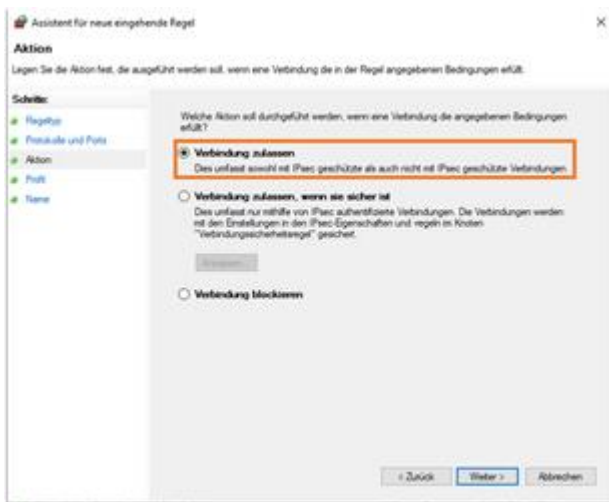 Assistent für neue eingehende Regel
Aktion
Legen Sie die Aktion fest, die ausgeführt werden soll, wenn eine Verbindung die in der Regel angegebenen Bedingungen erfüllt.
Schritte:
Regeltyp
Protokolle und Ports
Aktion
Profil
Name
Welche Aktion soll durchgeführt werden, wenn eine Verbindung die angegebenen Bedingungen
erfüllt?
Verbindung zulassen
Dies umfasst sowohl mit IPsec geschützte als auch nicht mit IPsec geschützte Verbindungen.
Verbindung zulassen, wenn sie sicher ist
Dies umfasst nur mithilfe von IPsec authentifizierte Verbindungen. Die Verbindungen werden
mit den Einstellungen in den IPsec-Eigenschaften und -regeln im Knoten
"Verbindungssicherheitsregel" gesichert.
Verbindung blockieren
< Zurück
Weiter >
Abbrechen